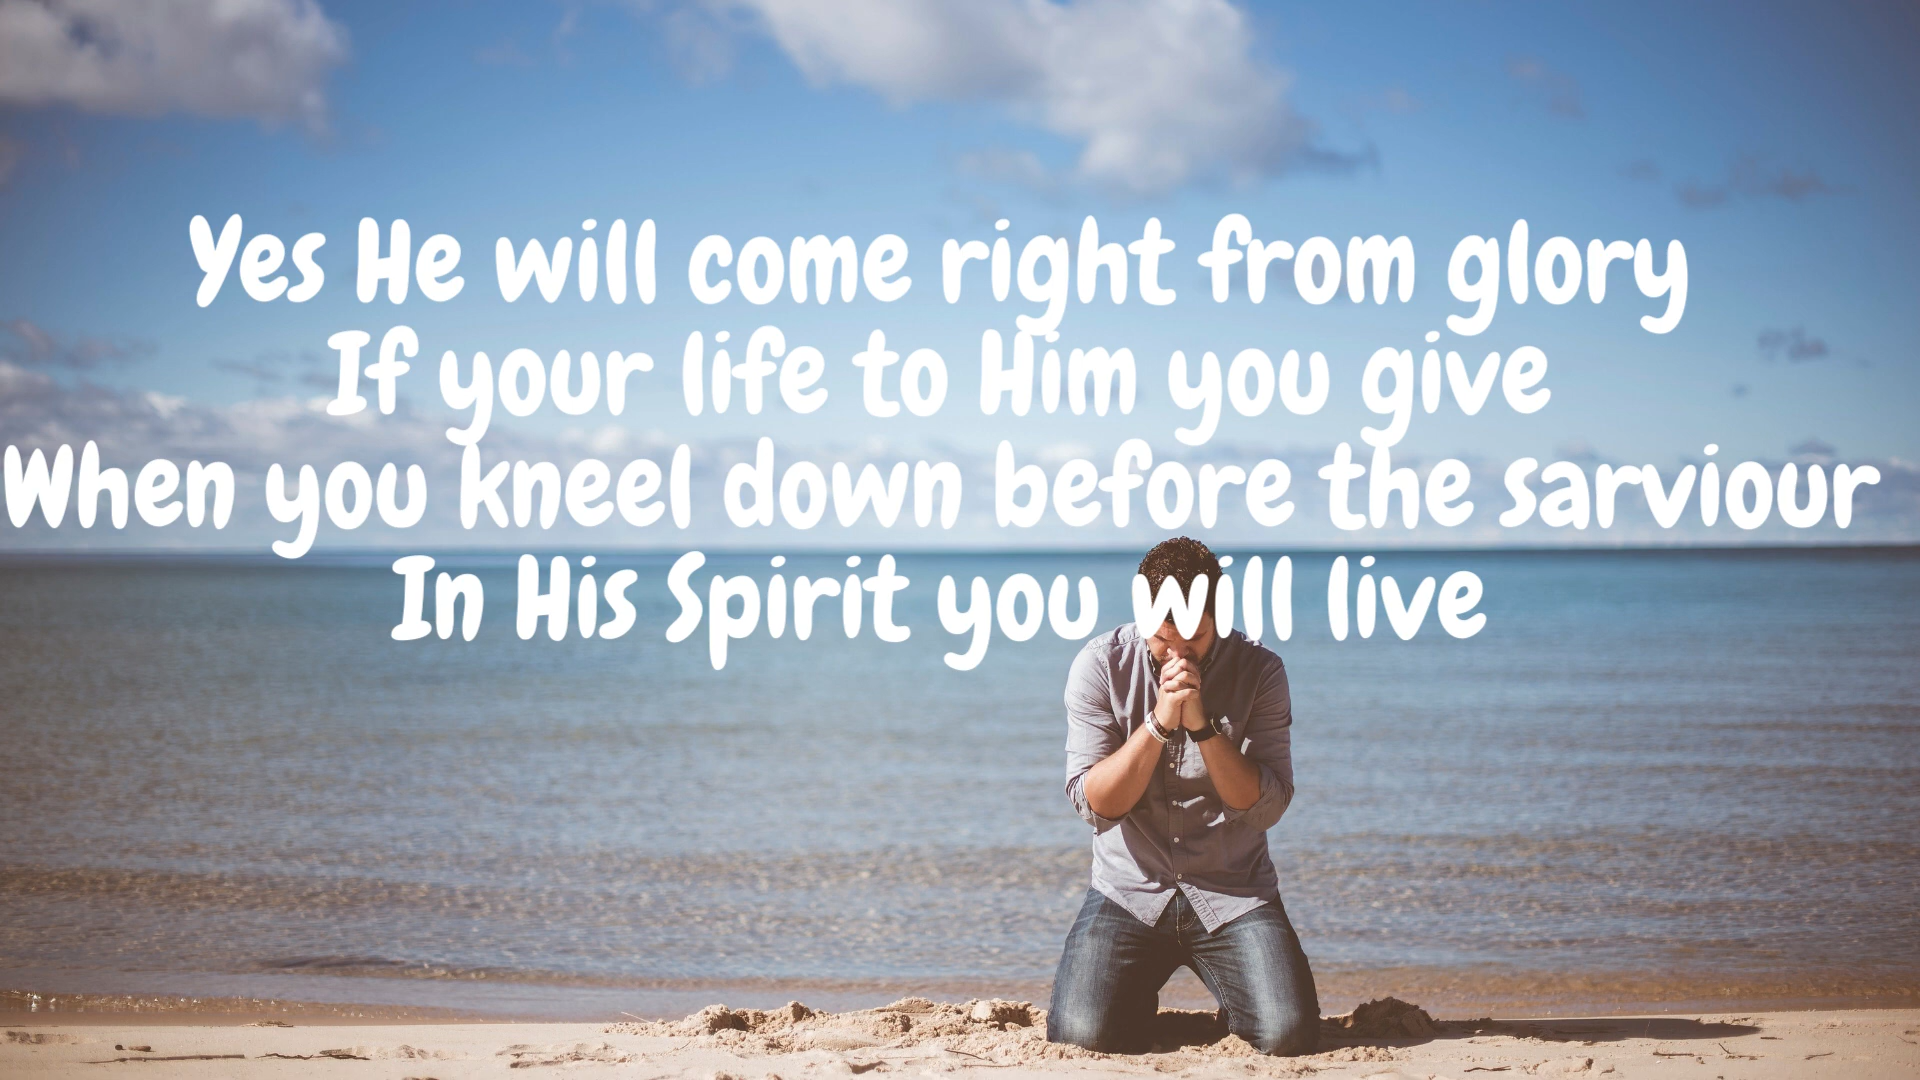 Yes He will come right from glory
If your life to Him you give
When you kneel down before the sarviour
In His Spirit you will live